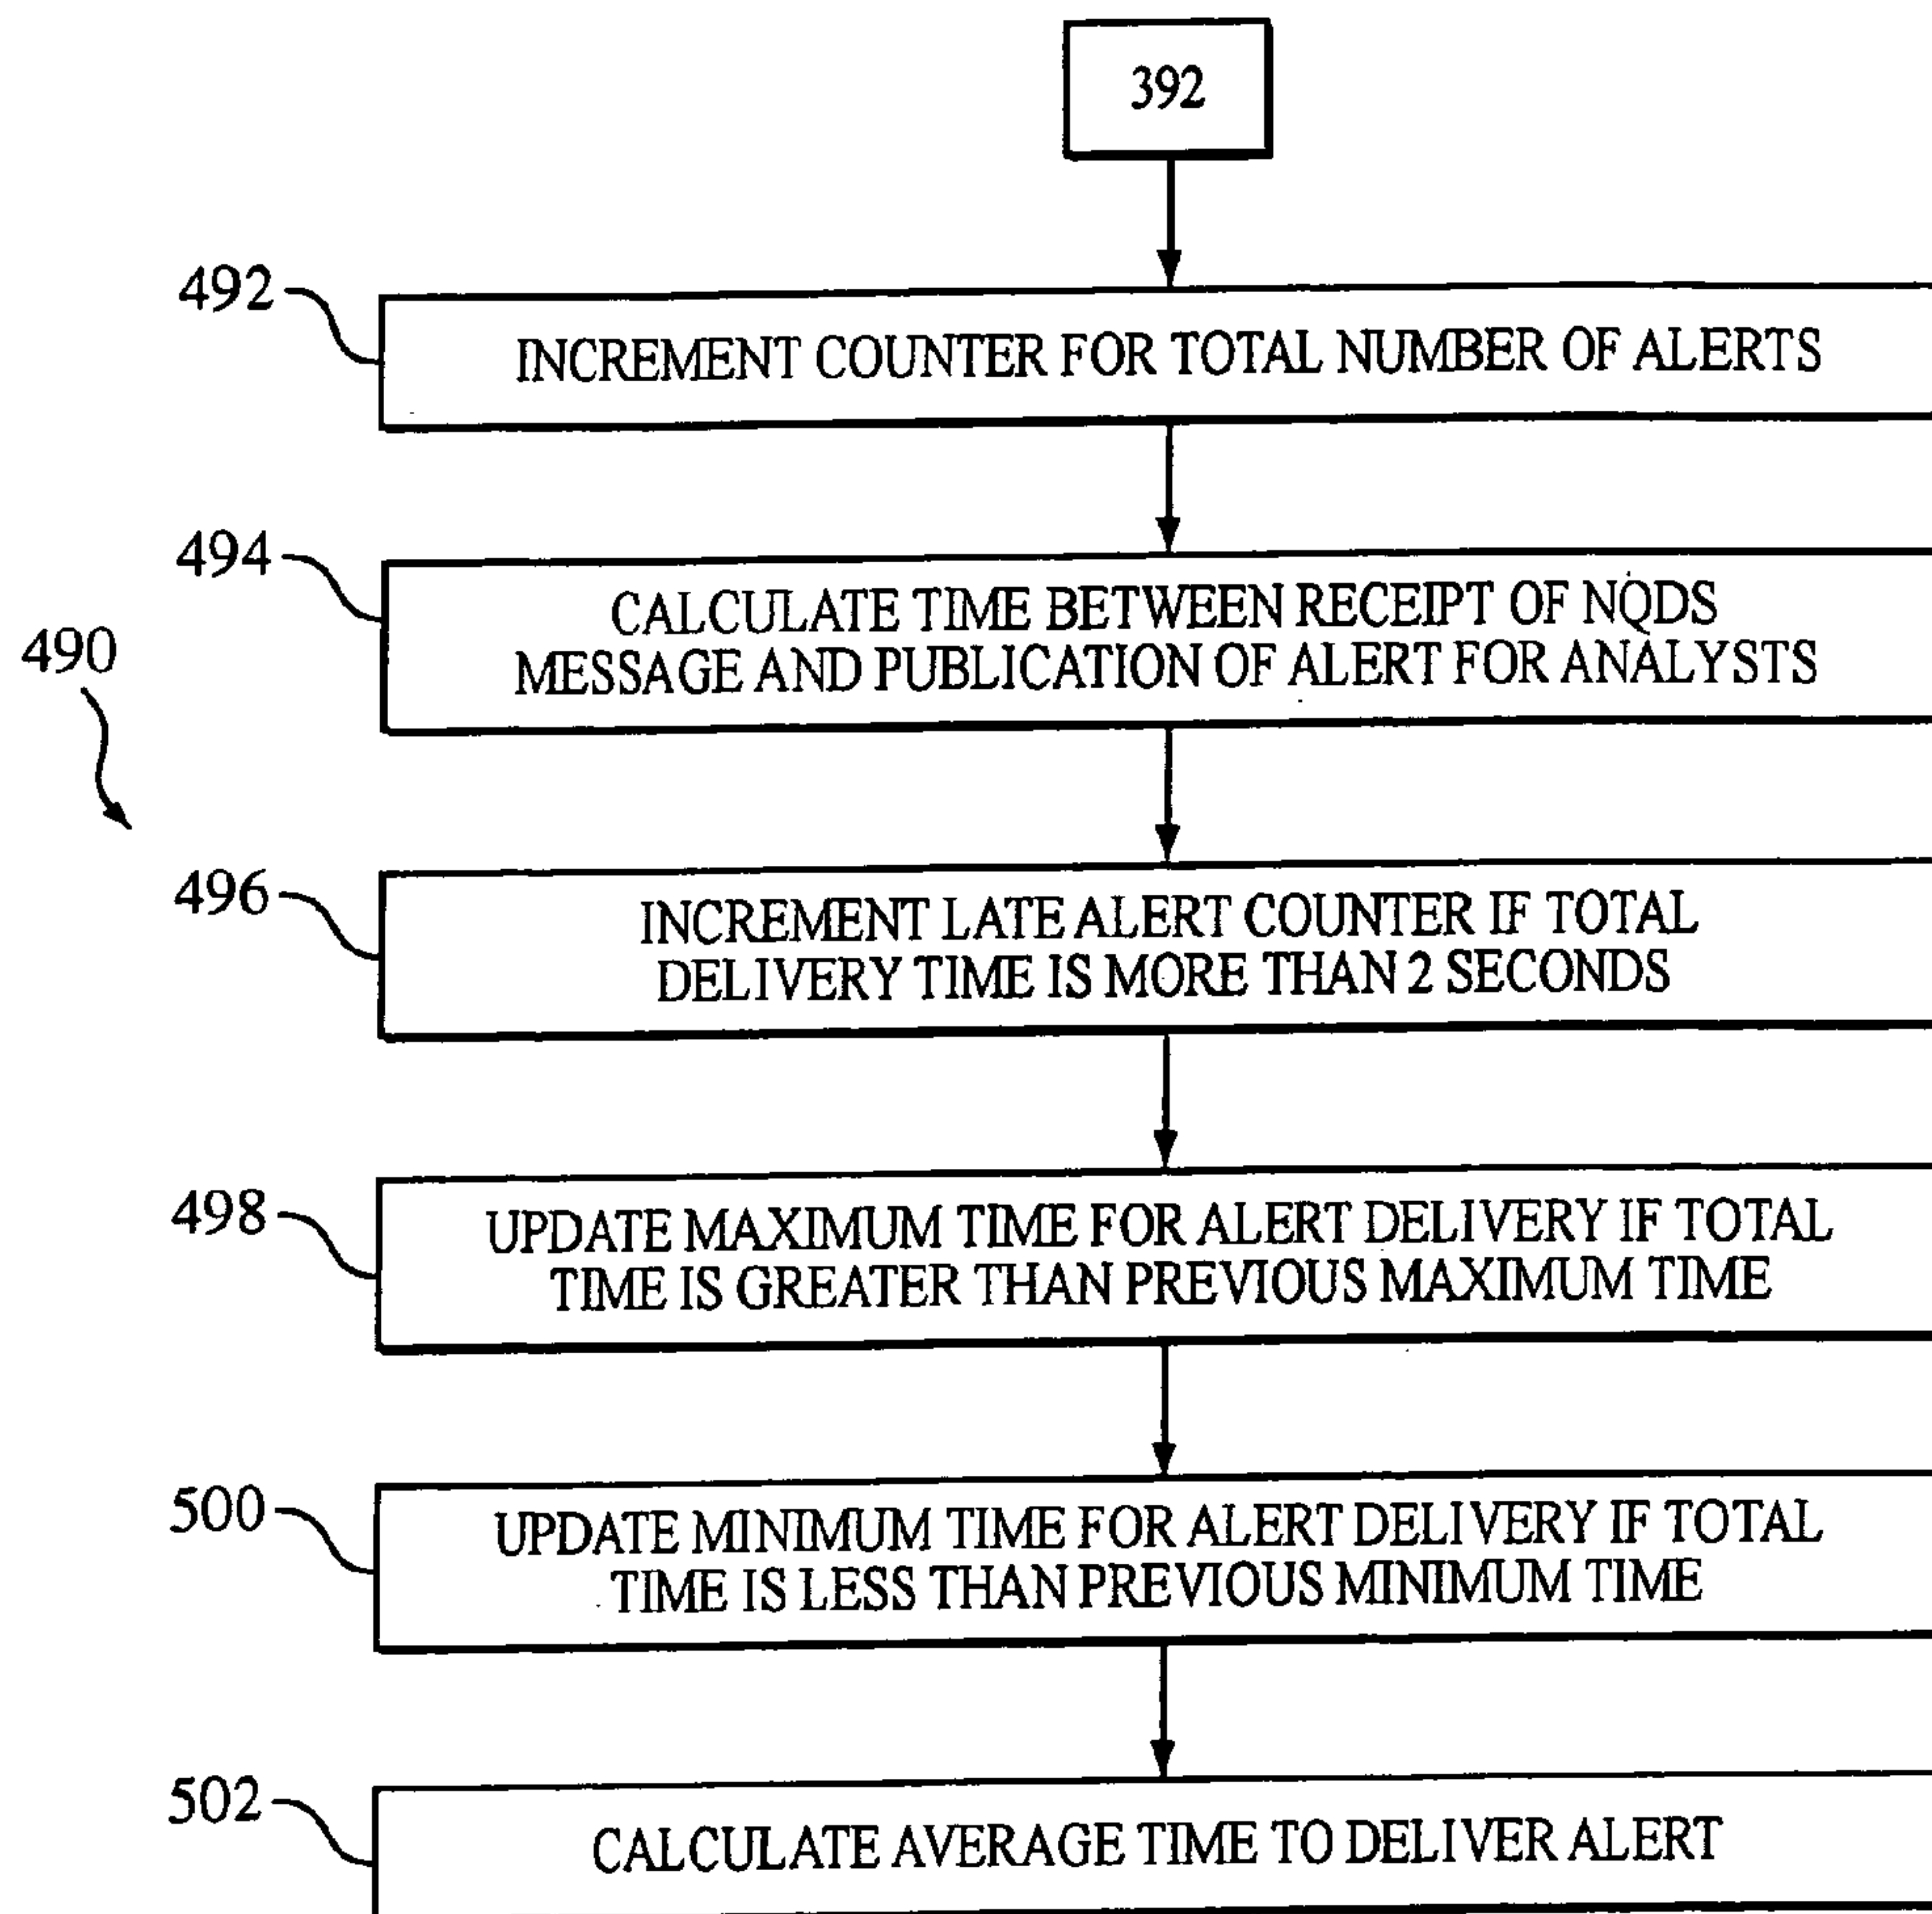 392
492
INCREMENT COUNTER FOR TOTAL NUMBER OF ALERTS
494
CALCULATE TIME BETWEEN RECEIPT OF NQDS
MESSAGE AND PUBLICATION OF ALERT FOR ANALYSTS
490
496
INCREMENT LATE ALERT COUNTER IF TOTAL
DELIVERY TIME IS MORE THAN 2 SECONDS
498
UPDATE MAXIMUM TIME FOR ALERT DELIVERY IF TOTAL
TIME IS GREATER THAN PREVIOUS MAXIMUM TIME
500
UPDATE MINIMUM TIME FOR ALERT DELIVERY IF TOTAL
TIME IS LESS THAN PREVIOUS MINIMUM TIME
502
CALCULATE AVERAGE TIME TO DELIVER ALERT